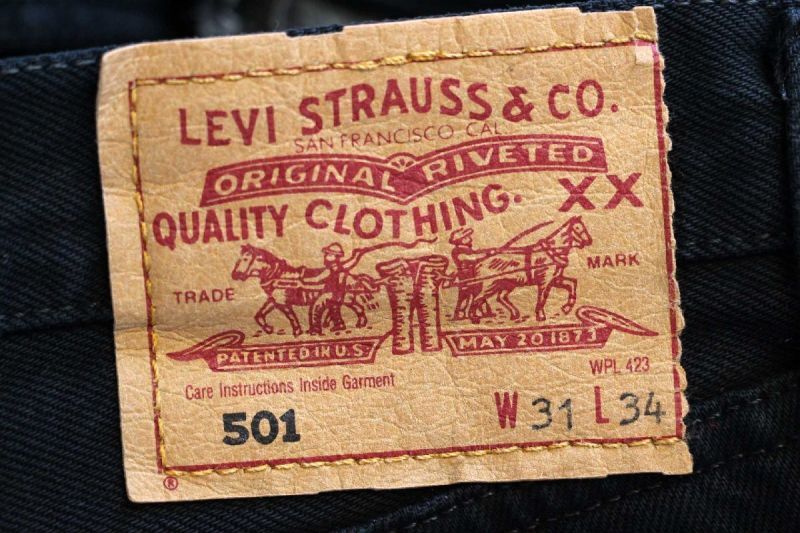 LEVI STRAUSS & CO.
SAN FRANCISCO CAL
ORIGINAL RIVETED
QUALITY CLOTHING. XX
TRADE MARK
PATENTED IN U.S. MAY 20 1873
WPL 423
Care Instructions Inside Garment
501 W 31 L 34
®